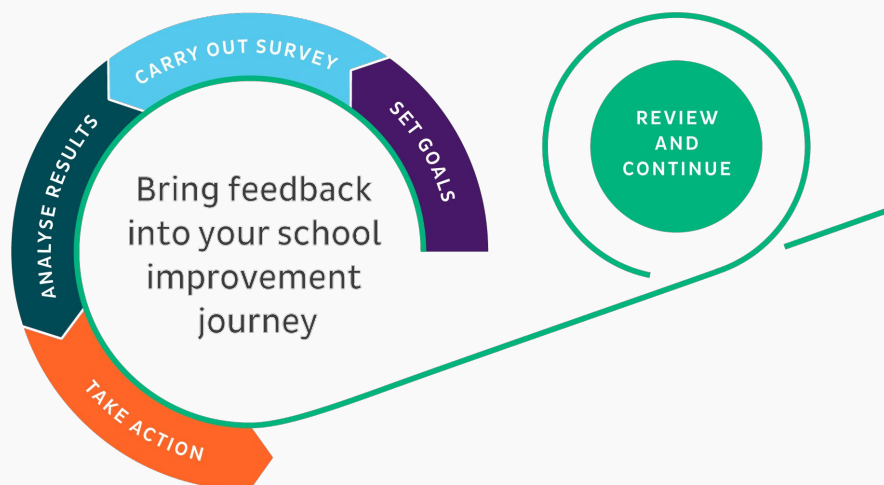 SET GOALS
CARRY OUT SURVEY
ANALYSE RESULTS
TAKE ACTION
Bring feedback
into your school
improvement
journey
REVIEW
AND
CONTINUE